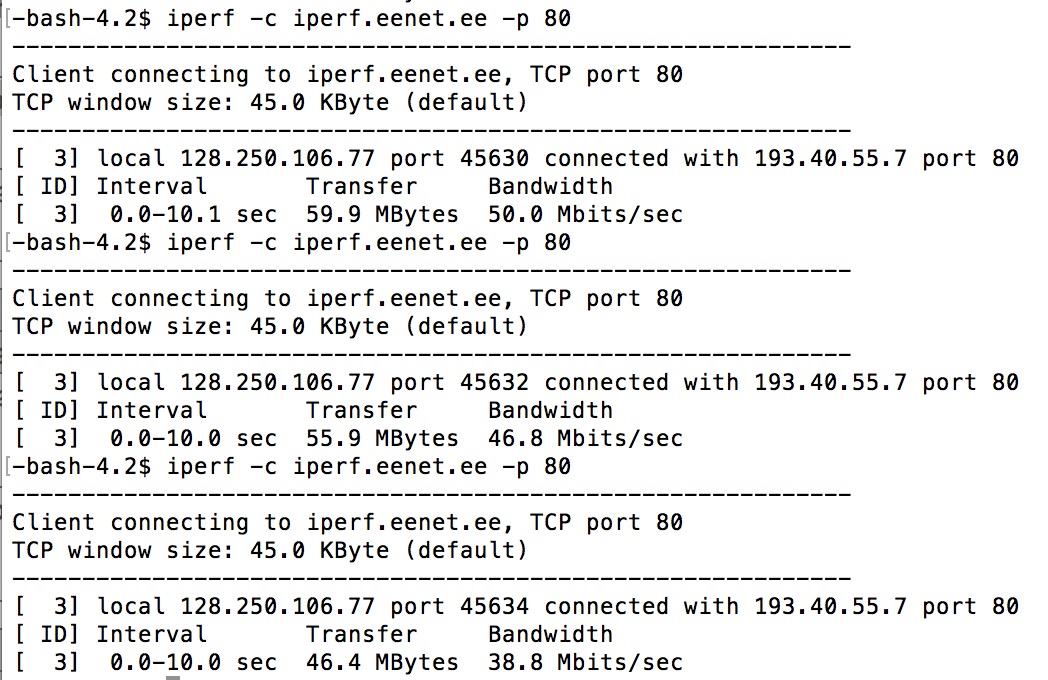 [-bash-4.2$ iperf -c iperf.eenet.ee -p 80
------------------------------------------------------------
Client connecting to iperf.eenet.ee, TCP port 80
TCP window size: 45.0 KByte (default)
------------------------------------------------------------
[  3] local 128.250.106.77 port 45630 connected with 193.40.55.7 port 80
[ ID] Interval       Transfer     Bandwidth
[  3]  0.0-10.1 sec  59.9 MBytes  50.0 Mbits/sec
[-bash-4.2$ iperf -c iperf.eenet.ee -p 80
------------------------------------------------------------
Client connecting to iperf.eenet.ee, TCP port 80
TCP window size: 45.0 KByte (default)
------------------------------------------------------------
[  3] local 128.250.106.77 port 45632 connected with 193.40.55.7 port 80
[ ID] Interval       Transfer     Bandwidth
[  3]  0.0-10.0 sec  55.9 MBytes  46.8 Mbits/sec
[-bash-4.2$ iperf -c iperf.eenet.ee -p 80
------------------------------------------------------------
Client connecting to iperf.eenet.ee, TCP port 80
TCP window size: 45.0 KByte (default)
------------------------------------------------------------
[  3] local 128.250.106.77 port 45634 connected with 193.40.55.7 port 80
[ ID] Interval       Transfer     Bandwidth
[  3]  0.0-10.0 sec  46.4 MBytes  38.8 Mbits/sec